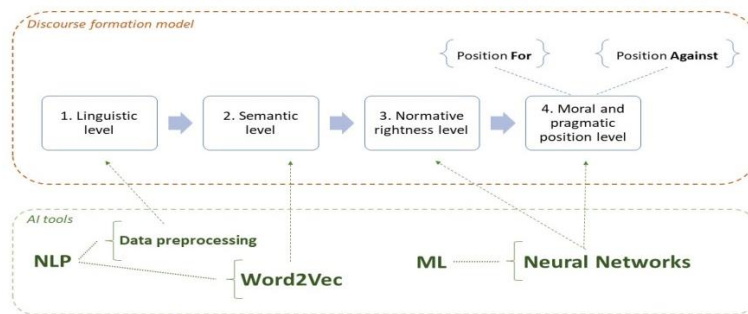 Discourse formation model
Position For
Position Against
1. Linguistic
level
2. Semantic
level
3. Normative
rightness level
4. Moral and
pragmatic
position level
AI tools
Data preprocessing
NLP
Word2Vec
ML
Neural Networks